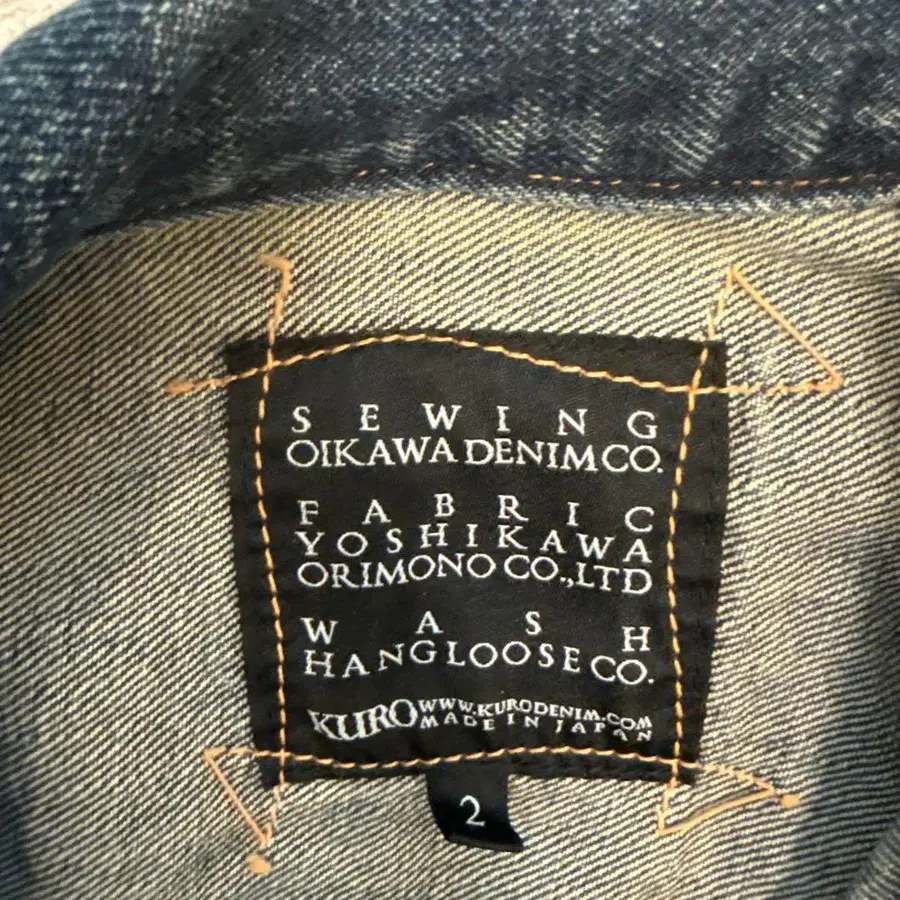 SEWING
OIKAWA DENIM CO.
FABRIC
YOSHIKAWA
ORIMONO CO.,LTD
WASH
HANGLOOSE CO.
KURO WWW.KURODENIM.COM
MADE IN JAPAN
2